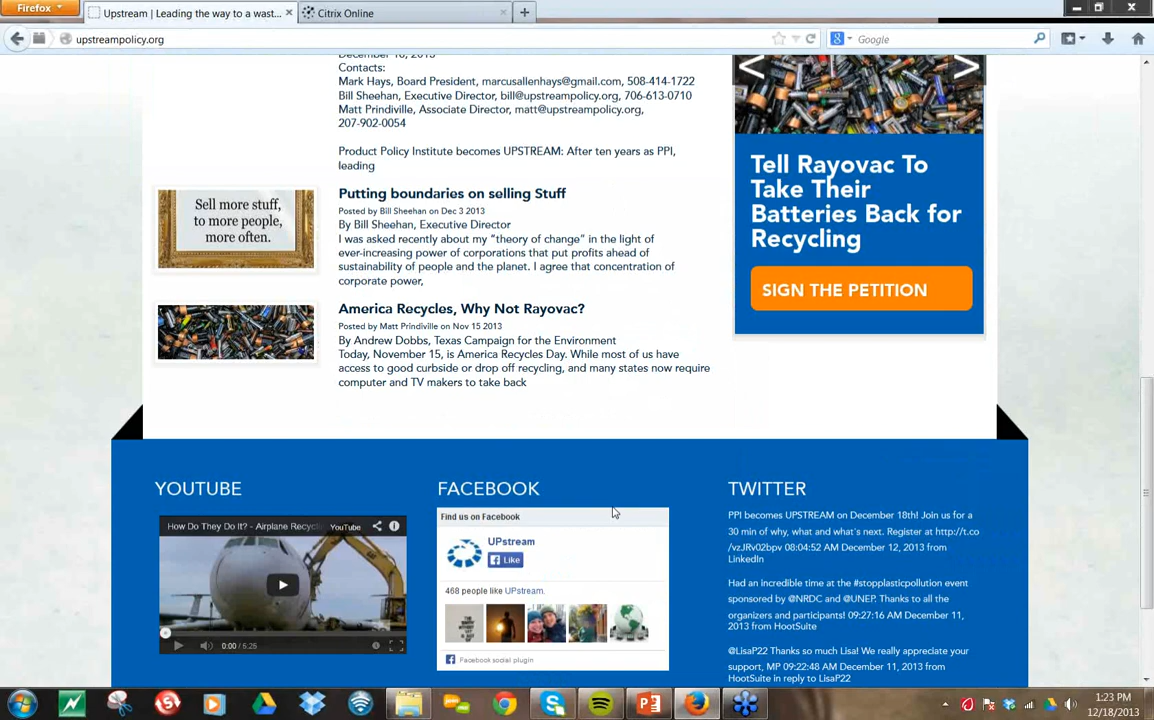 Firefox
Upstream | Leading the way to a wast...
Citrix Online
upstreampolicy.org
Google
December 18, 2013
Contacts:
Mark Hays, Board President, marcusallenhays@gmail.com, 508-414-1722
Bill Sheehan, Executive Director, bill@upstreampolicy.org, 706-613-0710
Matt Prindiville, Associate Director, matt@upstreampolicy.org,
207-902-0054
Product Policy Institute becomes UPSTREAM: After ten years as PPI,
leading
Sell more stuff,
to more people,
more often.
Putting boundaries on selling Stuff
Posted by Bill Sheehan on Dec 3 2013
By Bill Sheehan, Executive Director
I was asked recently about my "theory of change" in the light of
ever-increasing power of corporations that put profits ahead of
sustainability of people and the planet. I agree that concentration of
corporate power,
America Recycles, Why Not Rayovac?
Posted by Matt Prindiville on Nov 15 2013
By Andrew Dobbs, Texas Campaign for the Environment
Today, November 15, is America Recycles Day. While most of us have
access to good curbside or drop off recycling, and many states now require
computer and TV makers to take back
Tell Rayovac To
Take Their
Batteries Back for
Recycling
SIGN THE PETITION
YOUTUBE
How Do They Do It? - Airplane Recycli
YouTube
0:00 / 5:25
FACEBOOK
Find us on Facebook
UPstream
Like
468 people like UPstream.
Facebook social plugin
TWITTER
PPI becomes UPSTREAM on December 18th! Join us for a
30 min of why, what and what's next. Register at http://t.co
/vzJRv02bpv 08:04:52 AM December 12, 2013 from
LinkedIn
Had an incredible time at the #stopplasticpollution event
sponsored by @NRDC and @UNEP. Thanks to all the
organizers and participants! 09:27:16 AM December 11,
2013 from HootSuite
@LisaP22 Thanks so much Lisa! We really appreciate your
support, MP 09:22:48 AM December 11, 2013 from
HootSuite in reply to LisaP22
1:23 PM
12/18/2013